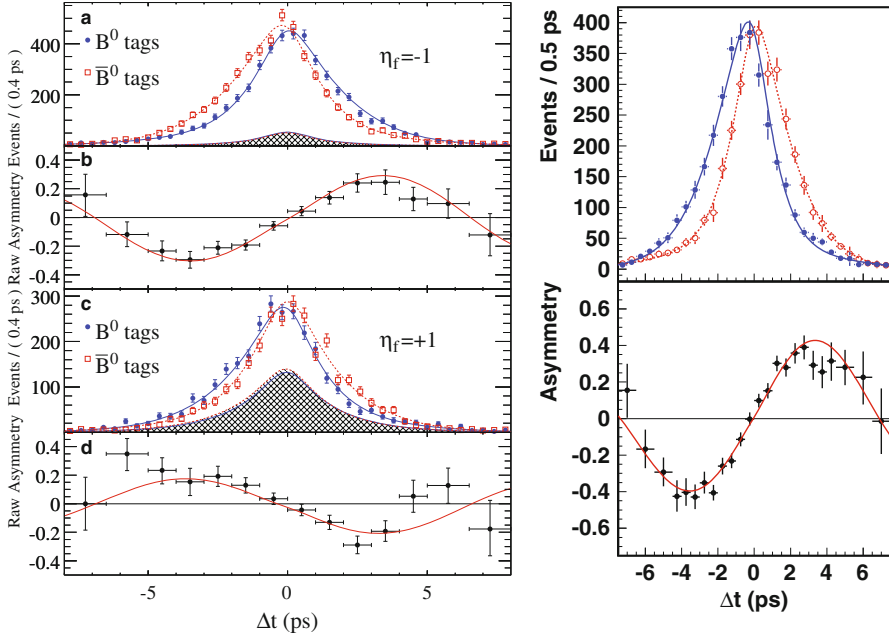 a
B⁰ tags
B̅⁰ tags
η_f=-1
Events / ( 0.4 ps )
400
200
b
Raw Asymmetry
0.4
0.2
0
-0.2
-0.4
c
B⁰ tags
B̅⁰ tags
η_f=+1
Events / ( 0.4 ps )
300
200
100
d
Raw Asymmetry
0.4
0.2
0
-0.2
-0.4
-5 0 5
Δt (ps)
Events / 0.5 ps
400
350
300
250
200
150
100
50
0
Asymmetry
0.6
0.4
0.2
0
-0.2
-0.4
-0.6
-6 -4 -2 0 2 4 6
Δt (ps)